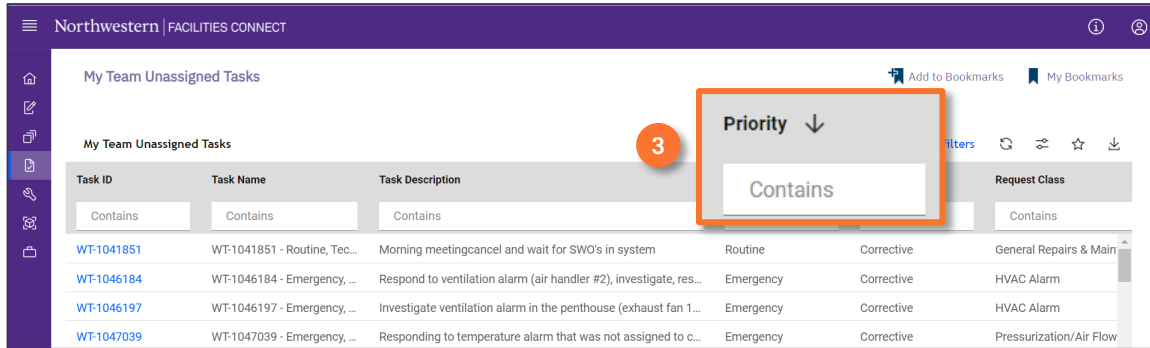 Northwestern | FACILITIES CONNECT
My Team Unassigned Tasks
Add to Bookmarks My Bookmarks
My Team Unassigned Tasks
3
Priority ↓
Contains
ilters
Task ID Task Name Task Description Request Class
Contains Contains Contains Contains
WT-1041851 WT-1041851 - Routine, Tec... Morning meetingcancel and wait for SWO's in system Routine Corrective General Repairs & Main
WT-1046184 WT-1046184 - Emergency, ... Respond to ventilation alarm (air handler #2), investigate, res... Emergency Corrective HVAC Alarm
WT-1046197 WT-1046197 - Emergency, ... Investigate ventilation alarm in the penthouse (exhaust fan 1... Emergency Corrective HVAC Alarm
WT-1047039 WT-1047039 - Emergency, ... Responding to temperature alarm that was not assigned to c... Emergency Corrective Pressurization/Air Flow